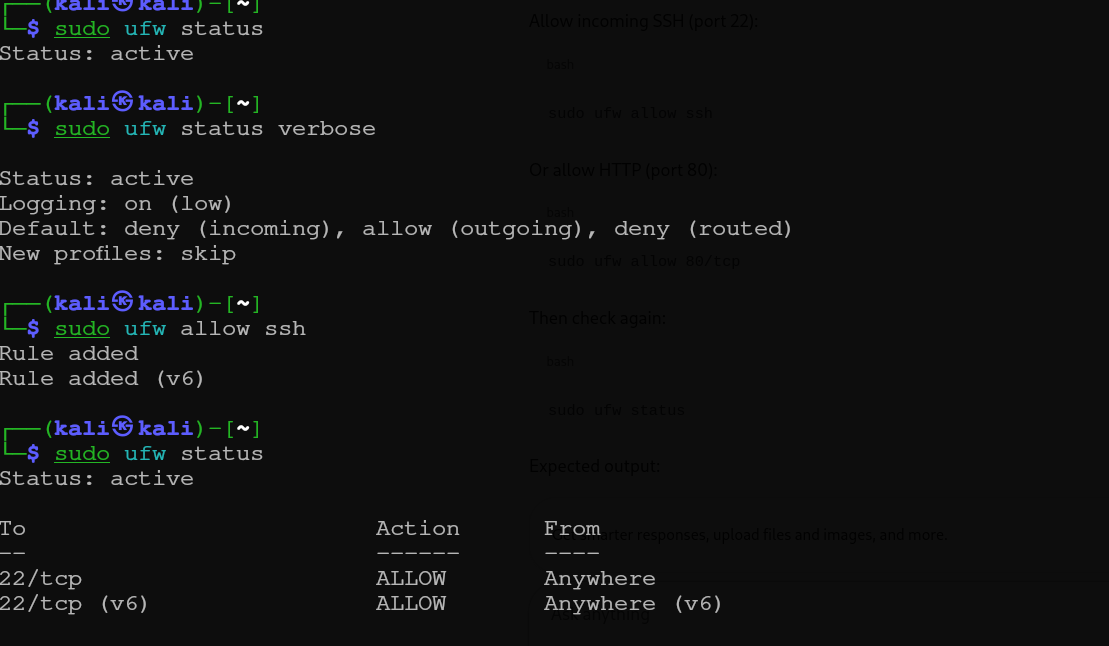 ┌──(kali㉿kali)-[~]
└─$ sudo ufw status
Status: active
┌──(kali㉿kali)-[~]
└─$ sudo ufw status verbose
Status: active
Logging: on (low)
Default: deny (incoming), allow (outgoing), deny (routed)
New profiles: skip
┌──(kali㉿kali)-[~]
└─$ sudo ufw allow ssh
Rule added
Rule added (v6)
┌──(kali㉿kali)-[~]
└─$ sudo ufw status
Status: active
To Action From
-- ------ ----
22/tcp ALLOW Anywhere
22/tcp (v6) ALLOW Anywhere (v6)
Allow incoming SSH (port 22):
bash
sudo ufw allow ssh
Or allow HTTP (port 80):
bash
sudo ufw allow 80/tcp
Then check again:
bash
sudo ufw status
Expected output:
smarter responses, upload files and images, and more.
Ask anything